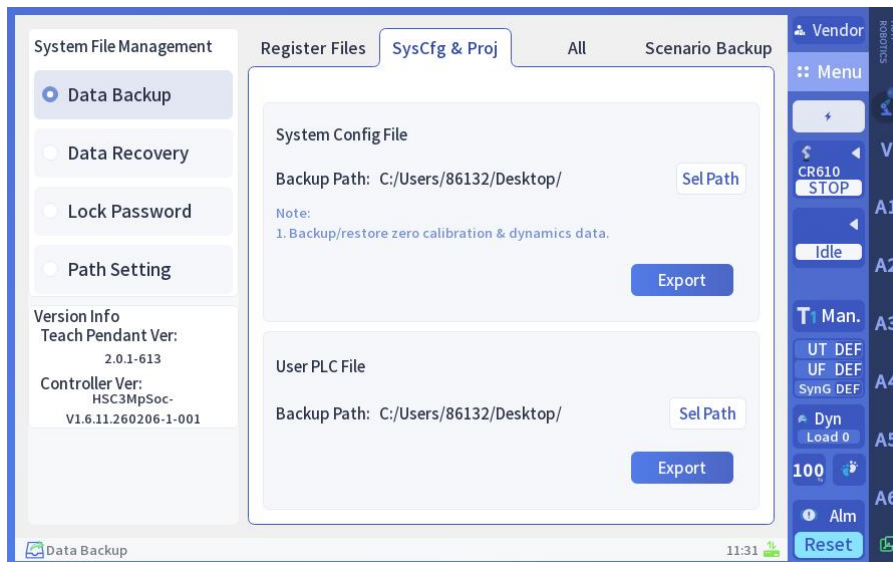 System File Management
Data Backup
Data Recovery
Lock Password
Path Setting
Version Info
Teach Pendant Ver:
2.0.1-613
Controller Ver:
HSC3MpSoc-
V1.6.11.260206-1-001
Register Files
SysCfg & Proj
All
Scenario Backup
System Config File
Backup Path: C:/Users/86132/Desktop/
Sel Path
Note:
1. Backup/restore zero calibration & dynamics data.
Export
User PLC File
Backup Path: C:/Users/86132/Desktop/
Sel Path
Export
Vendor
Menu
CR610
STOP
Idle
T1 Man.
UT DEF
UF DEF
SynG DEF
Dyn
Load 0
100 %
Alm
Reset
ROBOTICS
V
A1
A2
A3
A4
A5
A6
Data Backup
11:31